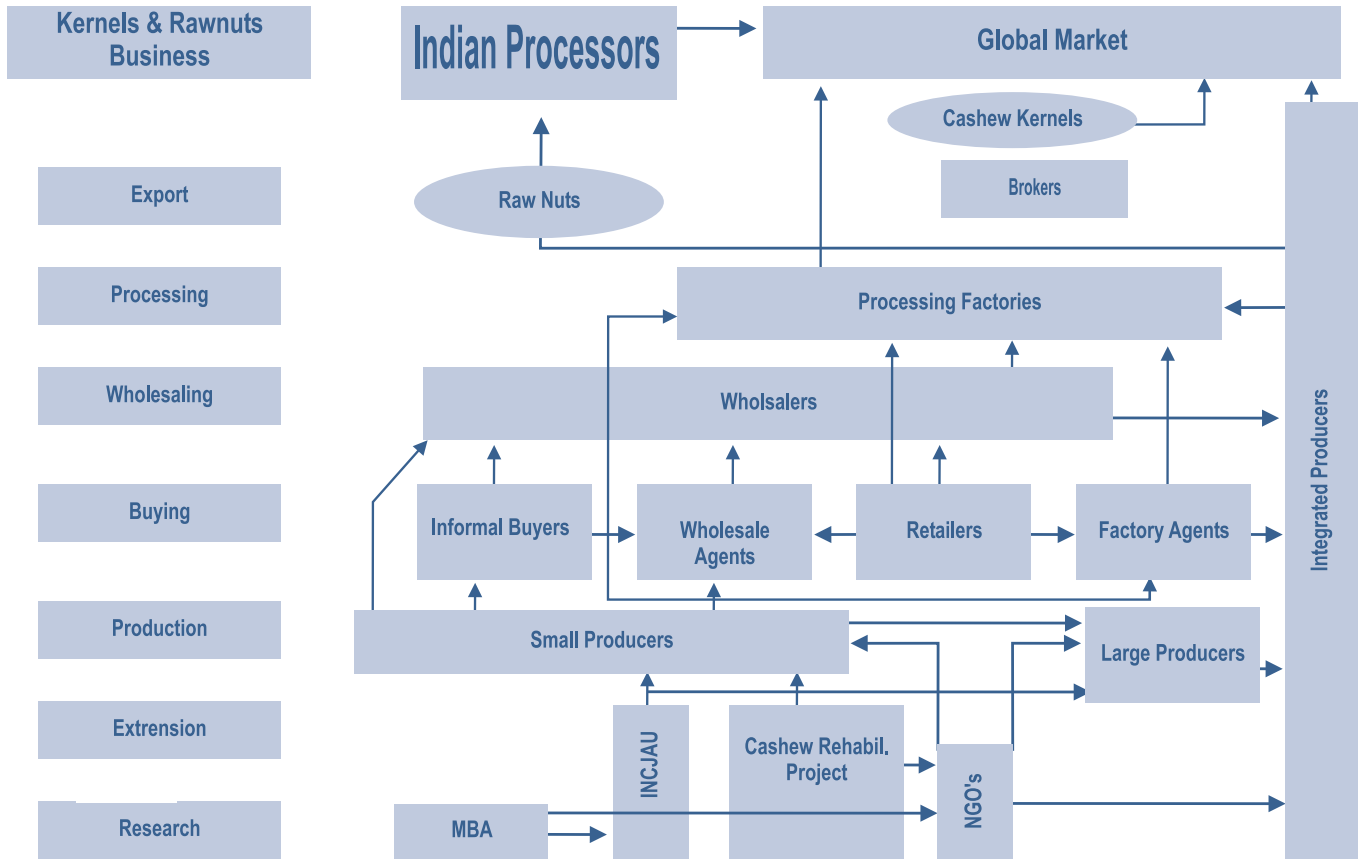 Kernels & Rawnuts
Business
Indian Processors
Global Market
Cashew Kernels
Export
Raw Nuts
Brokers
Processing
Processing Factories
Wholesaling
Wholsalers
Integrated Producers
Buying
Informal Buyers
Wholesale
Agents
Retailers
Factory Agents
Production
Small Producers
Large Producers
Extrension
INCJAU
Cashew Rehabil.
Project
NGO's
Research
MBA